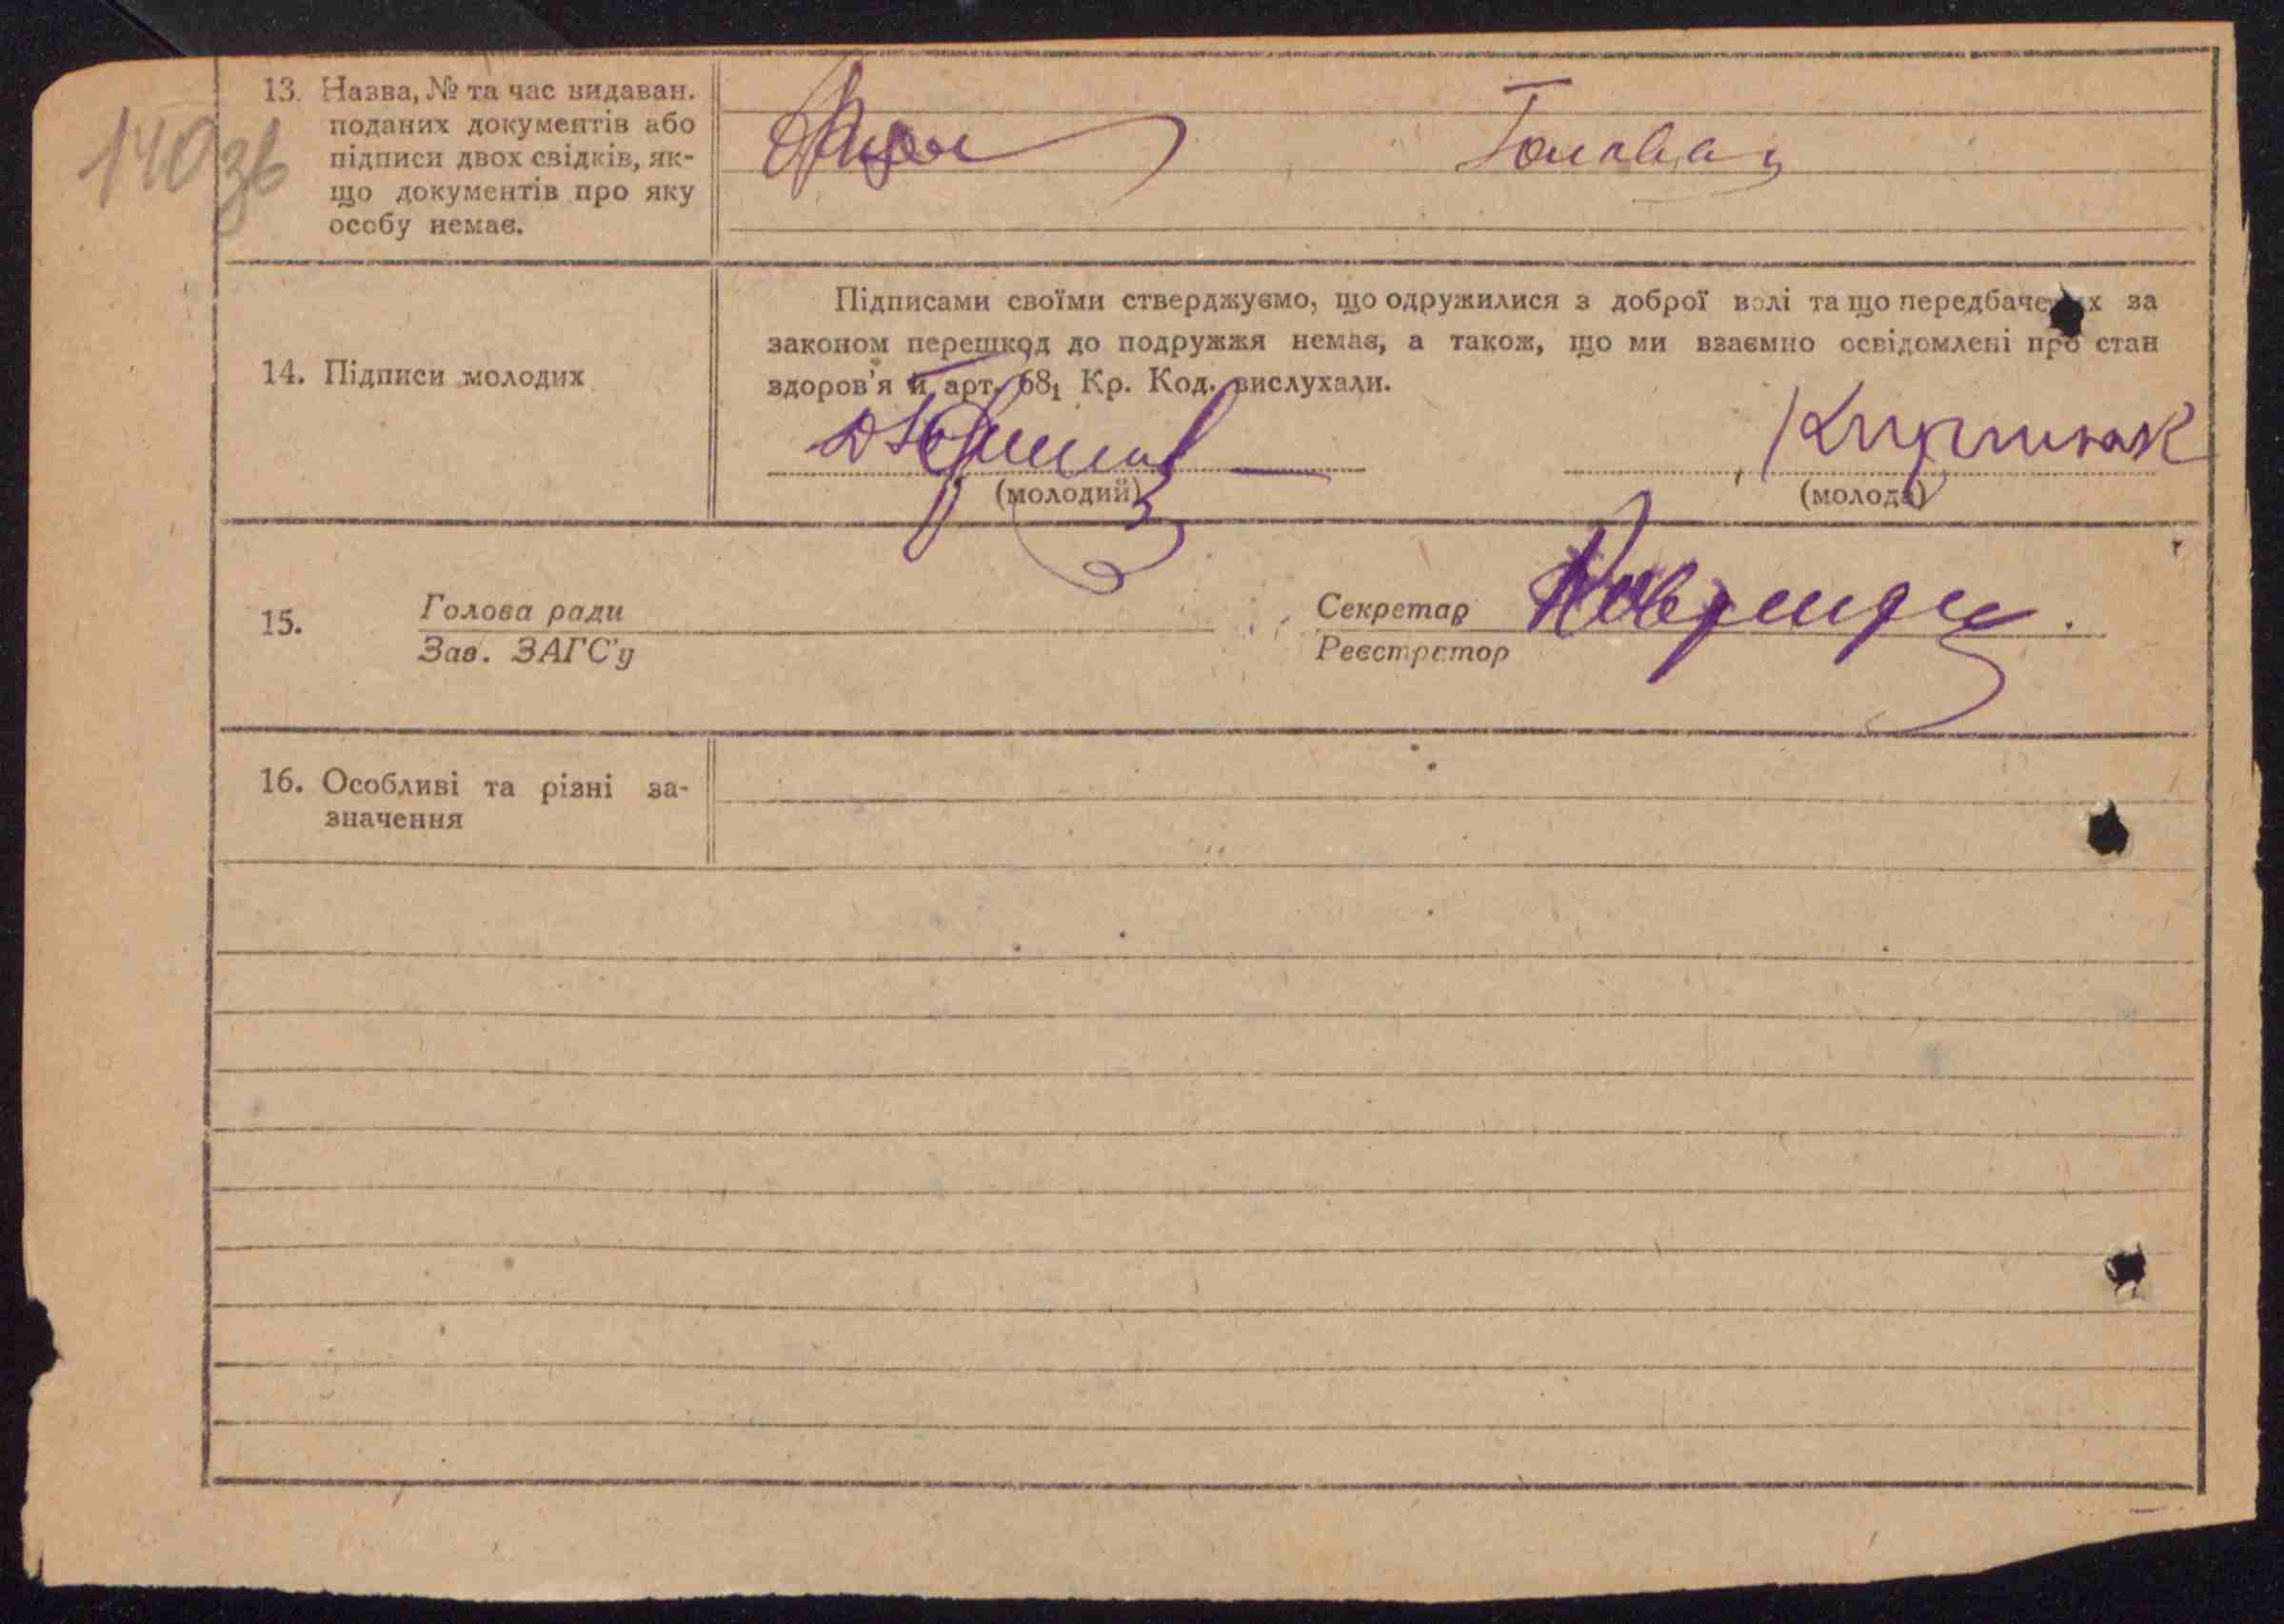 140зв
13. Назва, № та час видаван.
поданих документів або
підписи двох свідків, як-
що документів про яку
особу немає.
Головац
14. Підписи молодих
Підписами своїми стверджуємо, що одружилися з доброї волі та що передбачених за
законом перешкод до подружжя немає, а також, що ми взаємно освідомлені про стан
здоров'я й арт. 68₁ Кр. Код. вислухали.
(молодий)
(молода)
15.
Голова ради
Зав. ЗАГС'у
Секретар
Реєстратор
16. Особливі та різні за-
значення